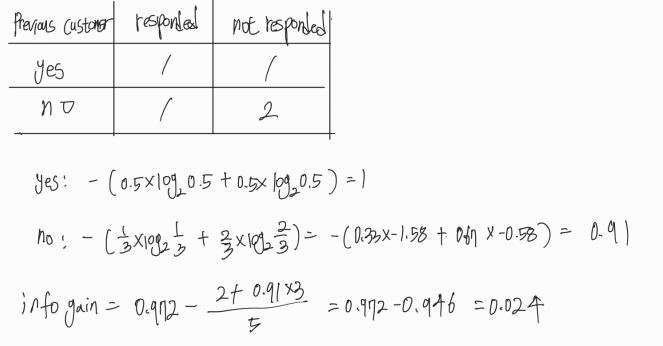 Previous customer responded not responded
yes 1 1
no 1 2
yes: - (0.5×log₂0.5 + 0.5×log₂0.5) = 1
no: - (1/3×log₂1/3 + 2/3×log₂2/3) = -(0.33×-1.58 + 0.67×-0.58) = 0.91
info gain = 0.972 - (2+0.91×3)/5 = 0.972-0.946 = 0.024